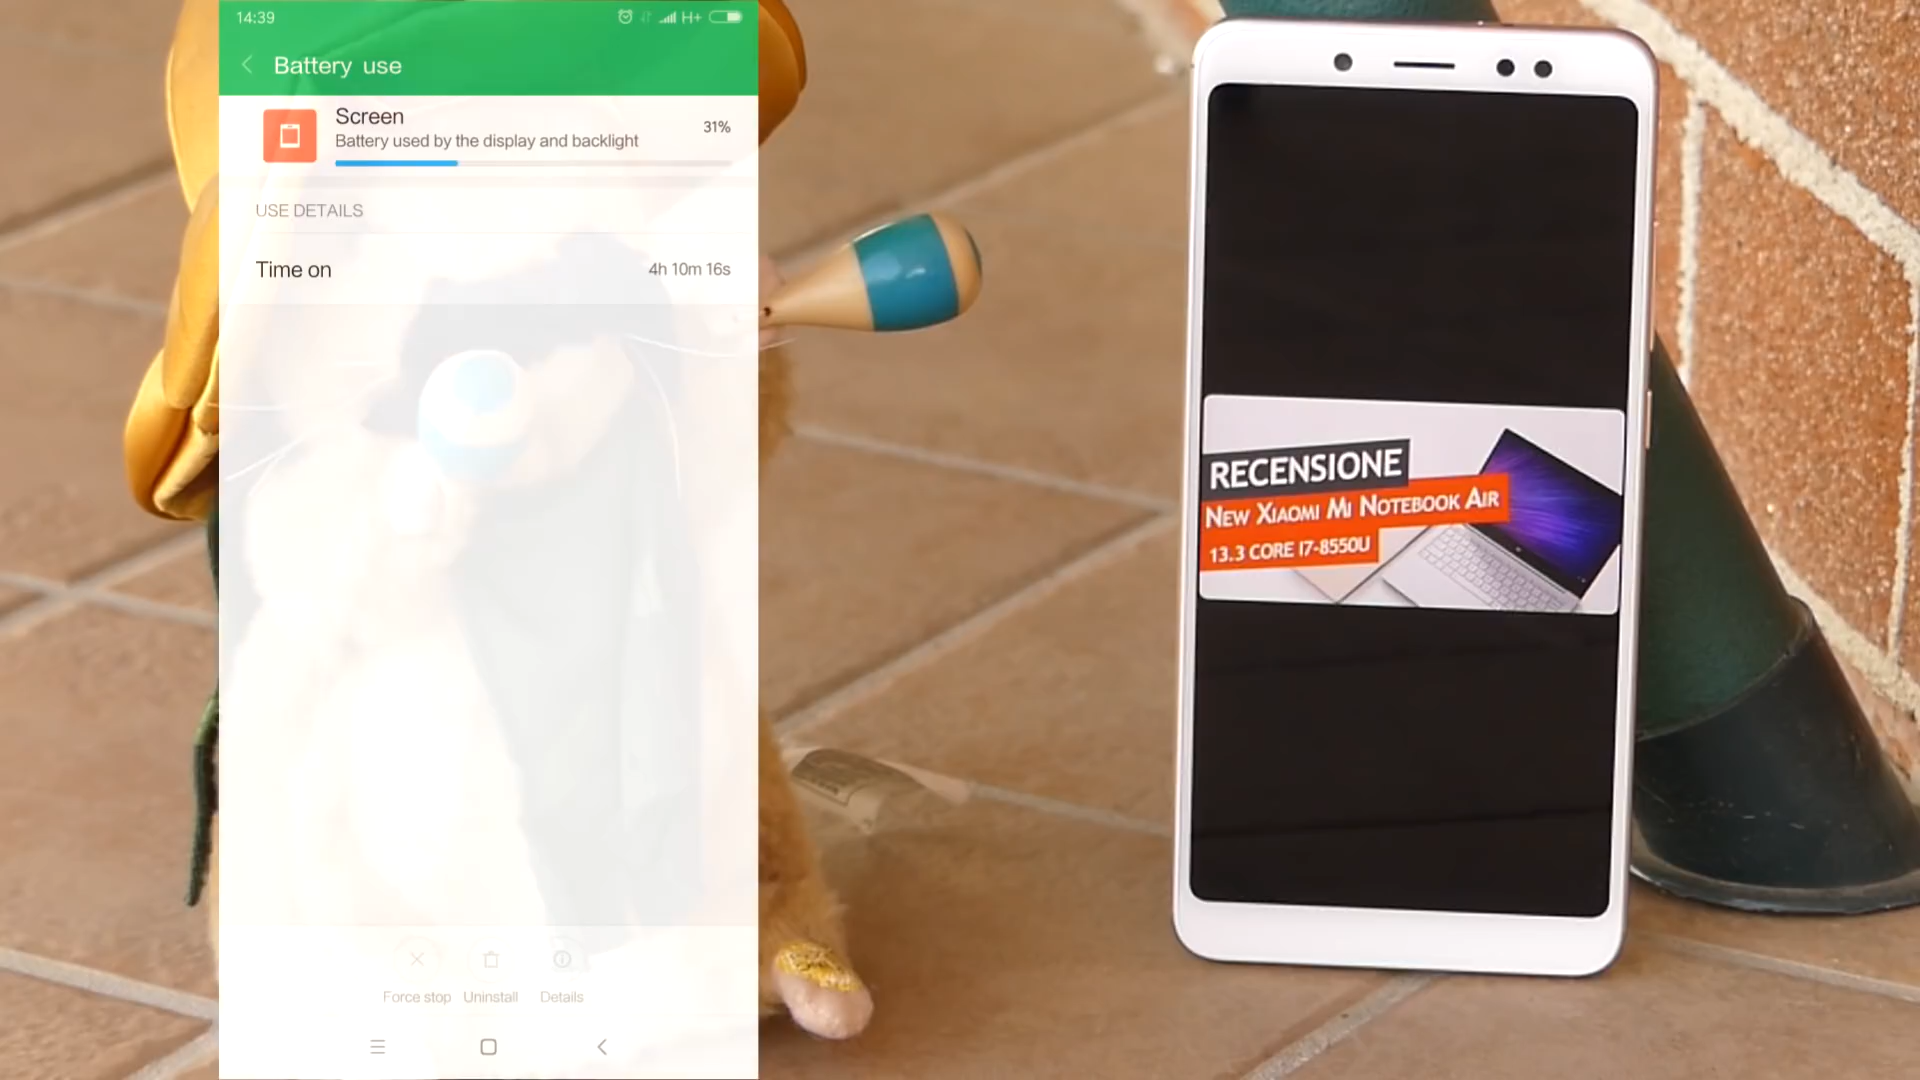 14:39
H+
Battery use
Screen
Battery used by the display and backlight
31%
USE DETAILS
Time on
4h 10m 16s
Force stop
Uninstall
Details
RECENSIONE
NEW XIAOMI MI NOTEBOOK AIR
13.3 CORE I7-8550U